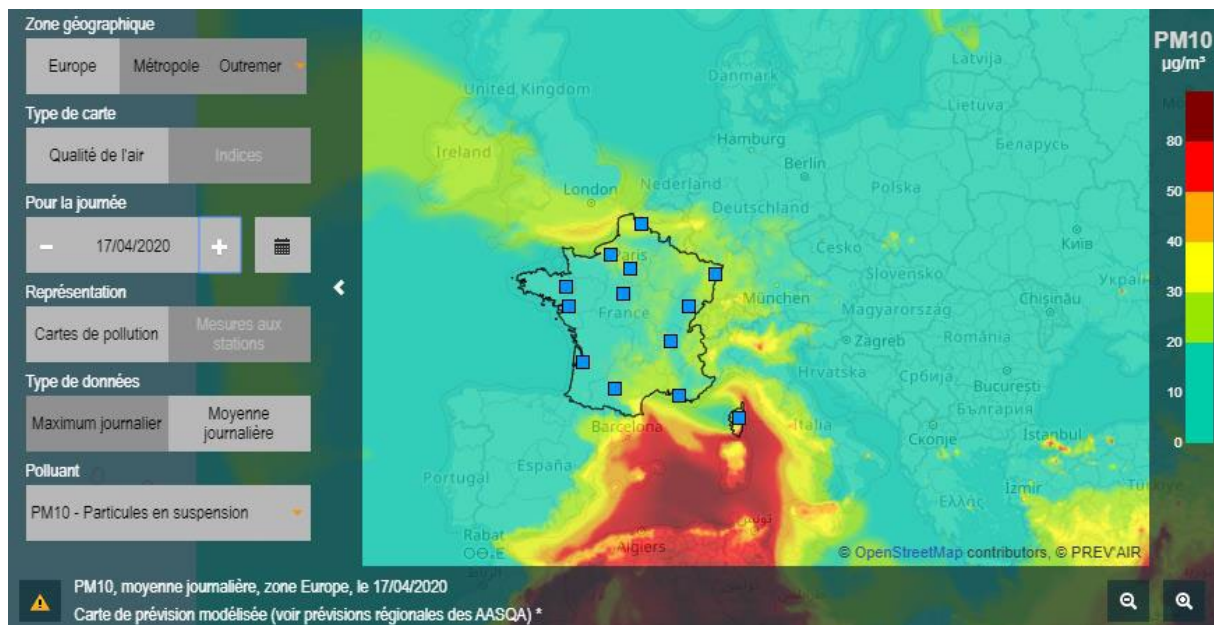 Zone géographique
Europe Métropole Outremer
Type de carte
Qualité de l'air Indices
Pour la journée
− 17/04/2020 +
Représentation
Cartes de pollution Mesures aux stations
Type de données
Maximum journalier Moyenne journalière
Polluant
PM10 - Particules en suspension
PM10
µg/m³
80
50
40
30
20
10
0
Latvija
Danmark
United Kingdom
Lietuva
Hamburg
Беларусь
Ireland
Berlin
London Nederland
Polska
Deutschland
Paris
Česko
Київ
Slovensko
Україна
München
France
Magyarország
Chișinău
Zagreb
România
Hrvatska
Србија
București
България
Barcelona
Italia
Скопје
Istanbul
España
Portugal
İzmir
Türkiye
Ελλάς
Rabat
تونس
Algiers
© OpenStreetMap contributors, © PREV'AIR
PM10, moyenne journalière, zone Europe, le 17/04/2020
Carte de prévision modélisée (voir prévisions régionales des AASQA) *